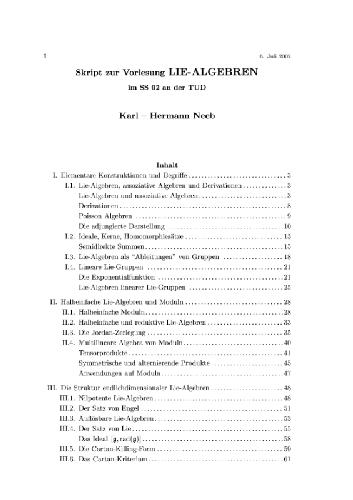 6. Juli 2002
Skript zur Vorlesung LIE-ALGEBREN
im SS 02 an der TUD
Karl – Hermann Neeb
Inhalt
I. Elementare Konstruktionen und Begriffe 3
I.1. Lie-Algebren, assoziative Algebren und Derivationen 3
Lie-Algebren und assoziative Algebren 3
Derivationen 8
Poisson Algebren 9
Die adjungierte Darstellung 10
I.2. Ideale, Kerne, Homomorphiesätze 13
Semidirekte Summen 15
I.3. Lie-Algebren als "Ableitungen" von Gruppen 18
I.4. Lineare Lie-Gruppen 21
Die Exponentialfunktion 21
Lie-Algebren linearer Lie-Gruppen 25
II. Halbeinfache Lie-Algebren und Moduln 28
II.1. Halbeinfache Moduln 28
II.2. Halbeinfache und reduktive Lie-Algebren 33
II.3. Die Jordan-Zerlegung 35
II.4. Multilineare Algebra von Moduln 40
Tensorprodukte 41
Symmetrische und alternierende Produkte 45
Anwendungen auf Moduln 47
III. Die Struktur endlichdimensionaler Lie-Algebren 48
III.1. Nilpotente Lie-Algebren 48
III.2. Der Satz von Engel 51
III.3. Auflösbare Lie-Algebren 53
III.4. Der Satz von Lie 55
Das Ideal [g,rad(g)] 58
III.5. Die Cartan-Killing-Form 59
III.6. Das Cartan-Kriterium 61